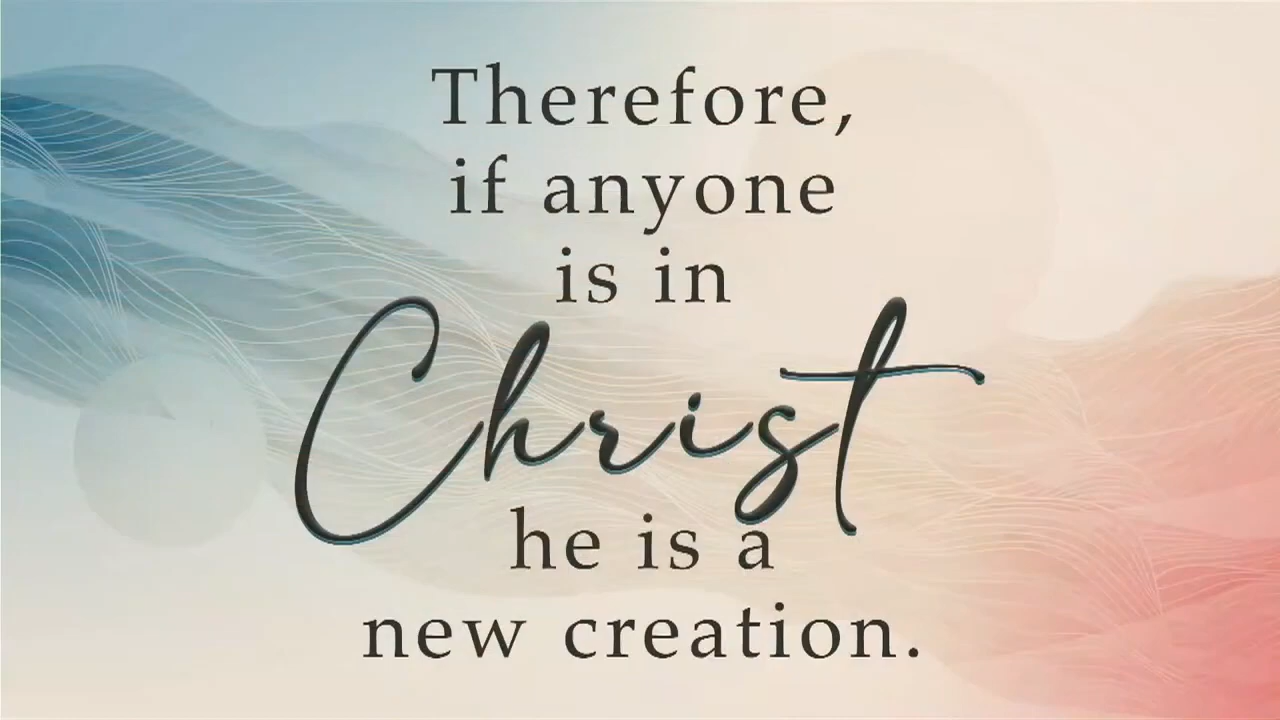 Therefore,
if anyone
is in
Christ
he is a
new creation.